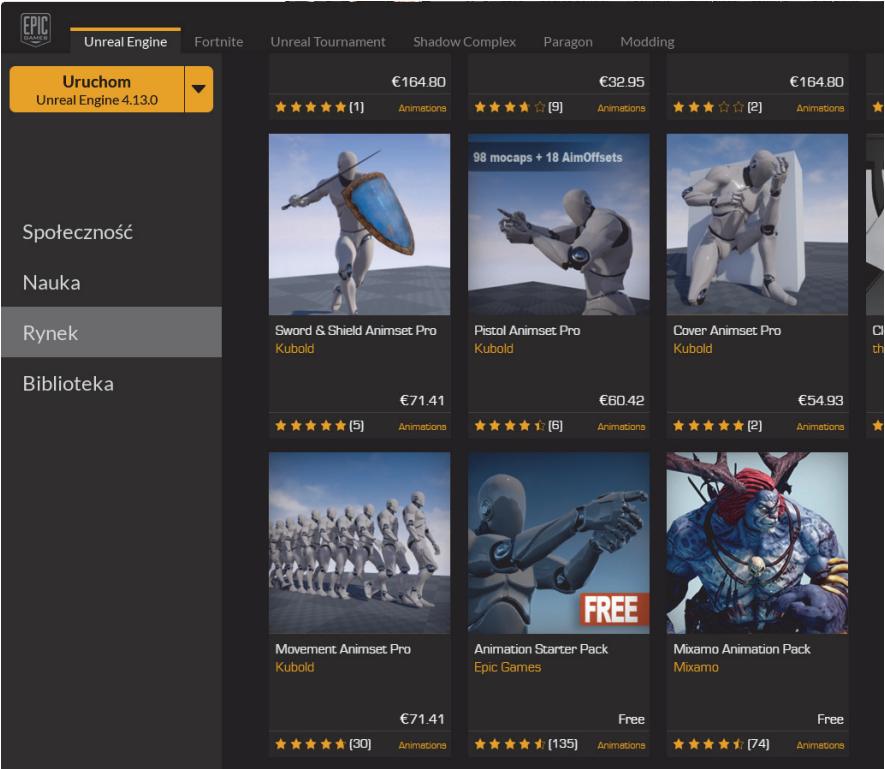 EPIC
GAMES
Unreal Engine
Fortnite
Unreal Tournament
Shadow Complex
Paragon
Modding
Uruchom
Unreal Engine 4.13.0
Społeczność
Nauka
Rynek
Biblioteka
€164.80
(1) Animations
€32.95
(9) Animations
€164.80
(2) Animations
Sword & Shield Animset Pro
Kubold
€71.41
(5) Animations
98 mocaps + 18 AimOffsets
Pistol Animset Pro
Kubold
€60.42
(6) Animations
Cover Animset Pro
Kubold
€54.93
(2) Animations
Movement Animset Pro
Kubold
€71.41
(30) Animations
FREE
Animation Starter Pack
Epic Games
Free
(135) Animations
Mixamo Animation Pack
Mixamo
Free
(74) Animations